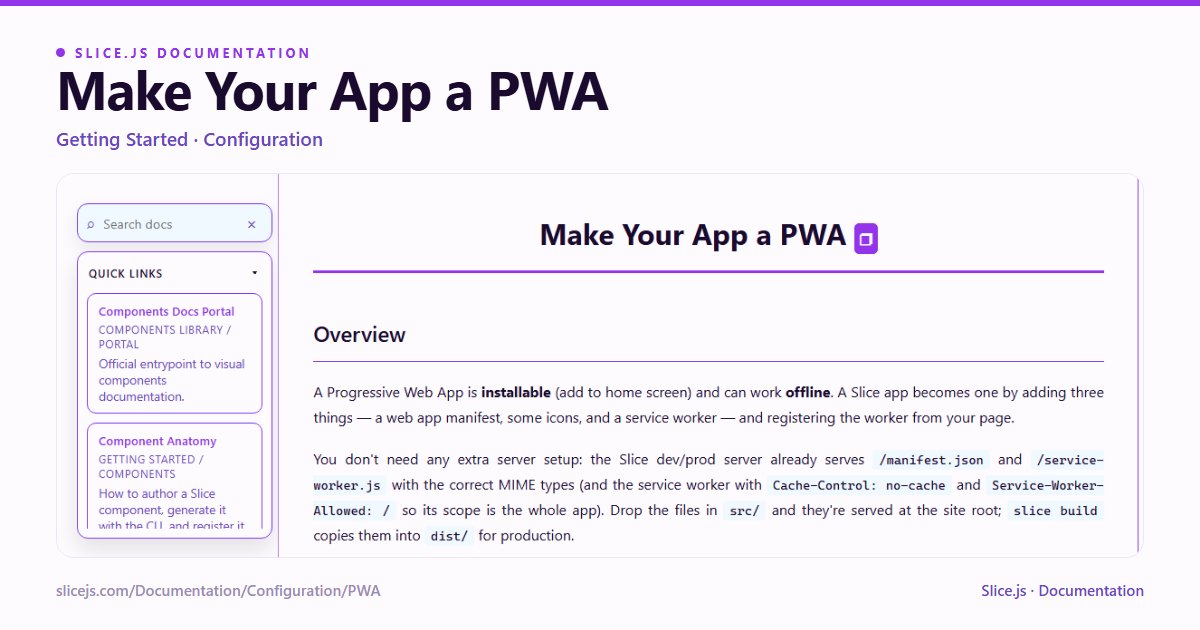 SLICE.JS DOCUMENTATION
Make Your App a PWA
Getting Started · Configuration
Search docs
QUICK LINKS
Components Docs Portal
COMPONENTS LIBRARY /
PORTAL
Official entrypoint to visual
components
documentation.
Component Anatomy
GETTING STARTED /
COMPONENTS
How to author a Slice
component, generate it
with the CLI, and register it
Make Your App a PWA
Overview
A Progressive Web App is installable (add to home screen) and can work offline. A Slice app becomes one by adding three
things — a web app manifest, some icons, and a service worker — and registering the worker from your page.
You don't need any extra server setup: the Slice dev/prod server already serves /manifest.json and /service-
worker.js with the correct MIME types (and the service worker with Cache-Control: no-cache and Service-Worker-
Allowed: / so its scope is the whole app). Drop the files in src/ and they're served at the site root; slice build
copies them into dist/ for production.
slicejs.com/Documentation/Configuration/PWA
Slice.js · Documentation